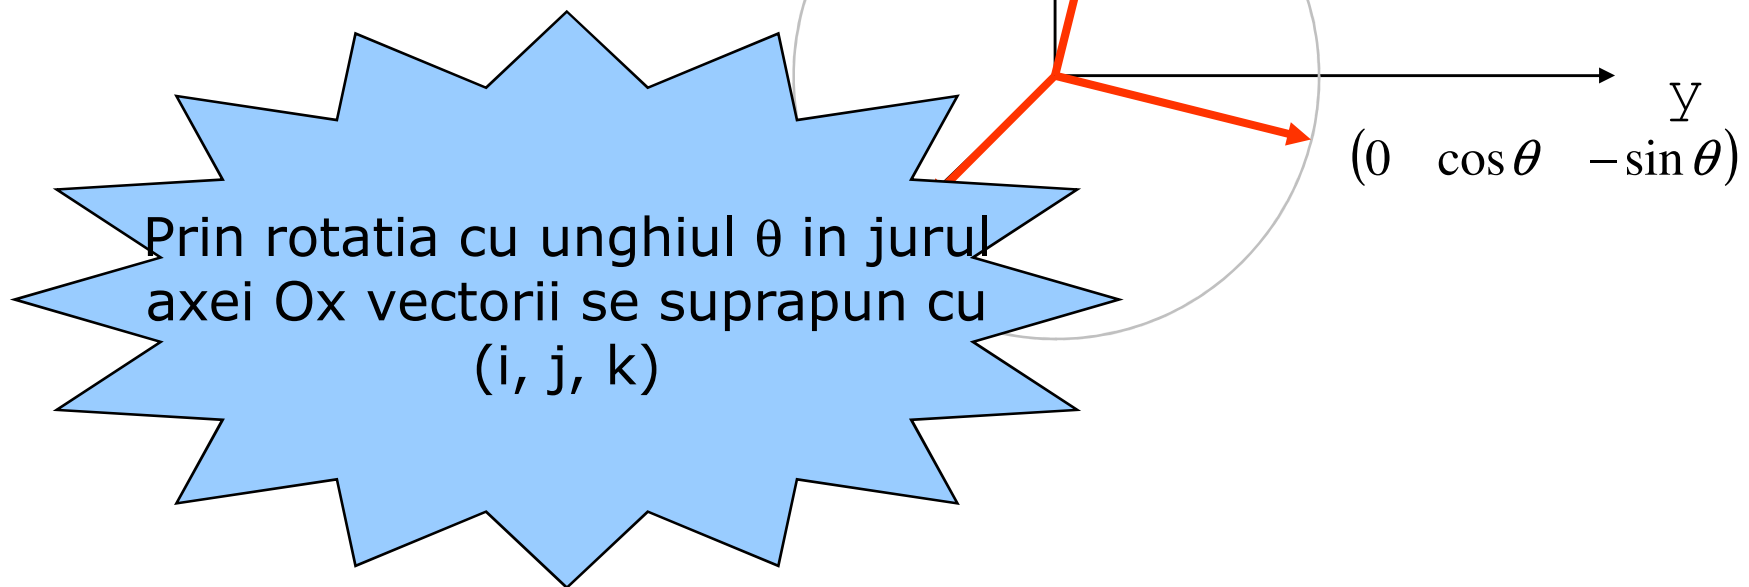 y
(0 cos θ −sin θ)
Prin rotatia cu unghiul θ in jurul
axei Ox vectorii se suprapun cu
(i, j, k)